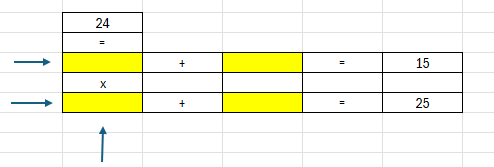 24
=
+ = 15
x
+ = 25